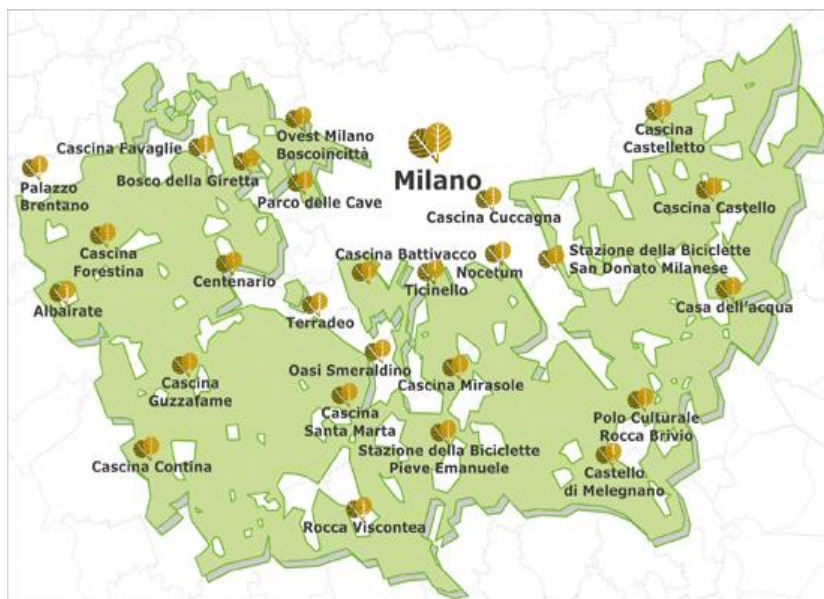 Ovest Milano
Boscoincittà
Cascina Favaglie
Bosco della Giretta
Palazzo
Brentano
Parco delle Cave
Milano
Cascina
Castelletto
Cascina Castello
Cascina Cuccagna
Cascina
Forestina
Centenario
Cascina Battivacco
Ticinello
Nocetum
Stazione della Biciclette
San Donato Milanese
Albairate
Terradeo
Casa dell'acqua
Oasi Smeraldino
Cascina Mirasole
Cascina
Guzzafame
Cascina
Santa Marta
Polo Culturale
Rocca Brivio
Cascina Contina
Stazione della Biciclette
Pieve Emanuele
Castello
di Melegnano
Rocca Viscontea